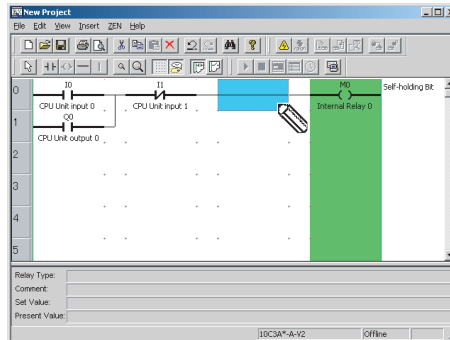 New Project
File Edit View Insert ZEN Help
0
I0
I1
M0
Self-holding Bit
CPU Unit input 0
CPU Unit input 1
Internal Relay 0
1
Q0
CPU Unit output 0
2
3
4
5
Relay Type:
Comment:
Set Value:
Present Value:
10C3A*-A-V2
Offline